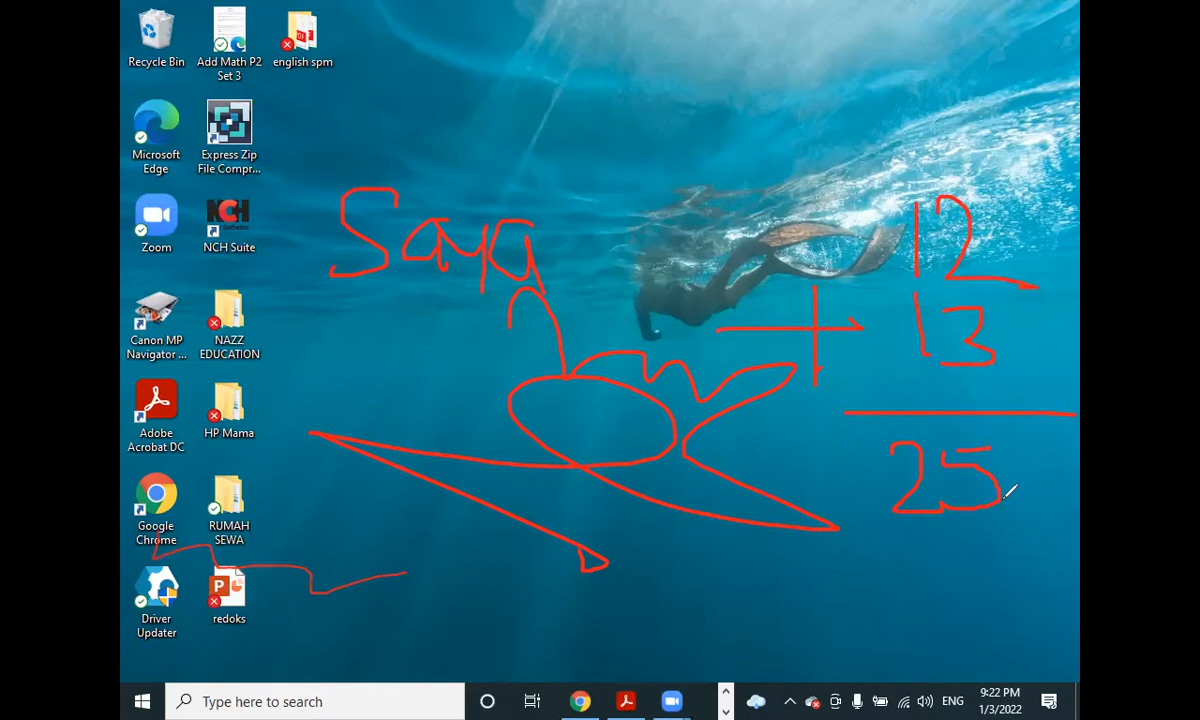 Recycle Bin
Add Math P2
Set 3
english spm
Microsoft
Edge
Express Zip
File Compr...
Zoom
NCH
Software
NCH Suite
Canon MP
Navigator ...
NAZZ
EDUCATION
Adobe
Acrobat DC
HP Mama
Google
Chrome
RUMAH
SEWA
Driver
Updater
redoks
Saya
12
+ 13
25
Type here to search
ENG
9:22 PM
1/3/2022